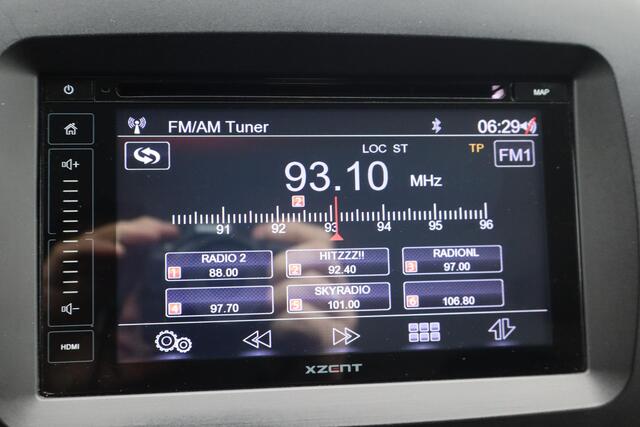 MAP
FM/AM Tuner 06:29
LOC ST TP FM1
93.10 MHz
2
91 92 93 94 95 96
RADIO 2 HITZZZ!! RADIONL
1 88.00 2 92.40 3 97.00
SKYRADIO
4 97.70 5 101.00 6 106.80
HDMI
XZENT